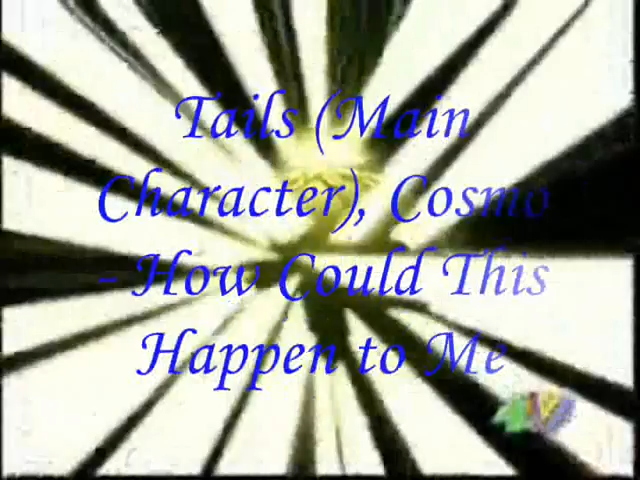 Tails (Main
Character), Cosmo
- How Could This
Happen to Me